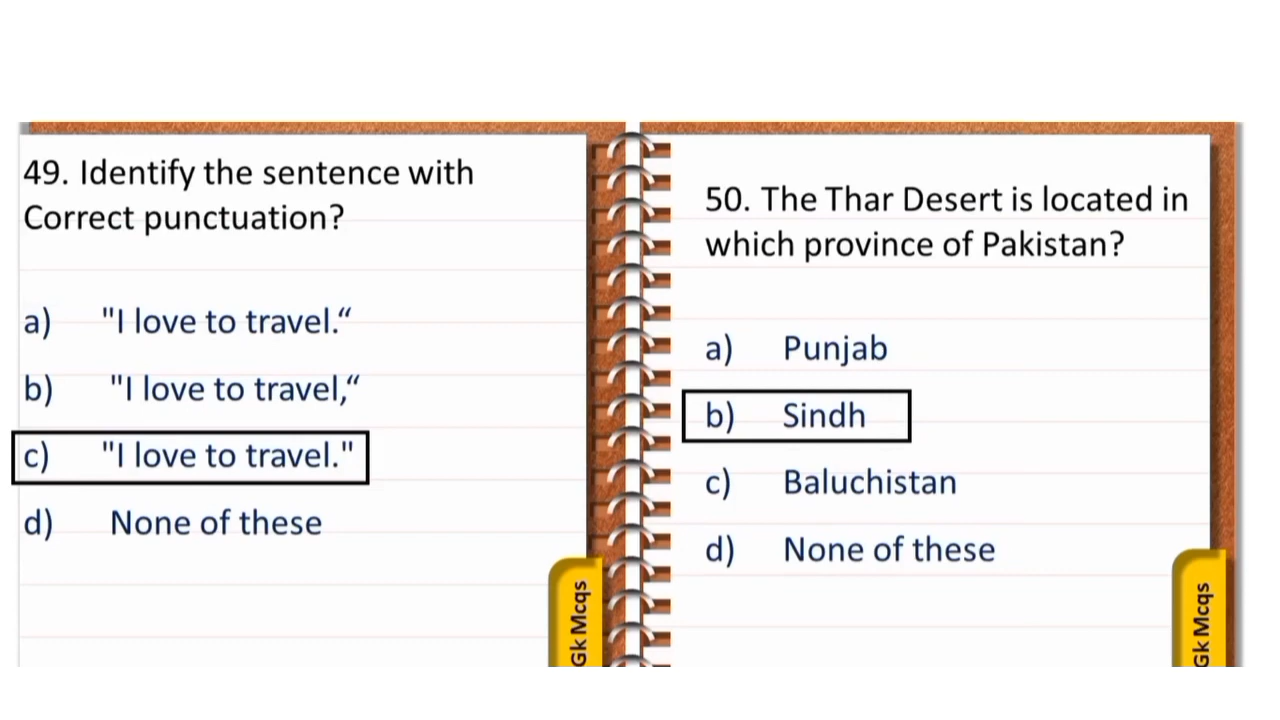 49. Identify the sentence with
Correct punctuation?
a) "I love to travel.“
b) "I love to travel,“
c) "I love to travel."
d) None of these
Gk Mcqs
50. The Thar Desert is located in
which province of Pakistan?
a) Punjab
b) Sindh
c) Baluchistan
d) None of these
Gk Mcqs